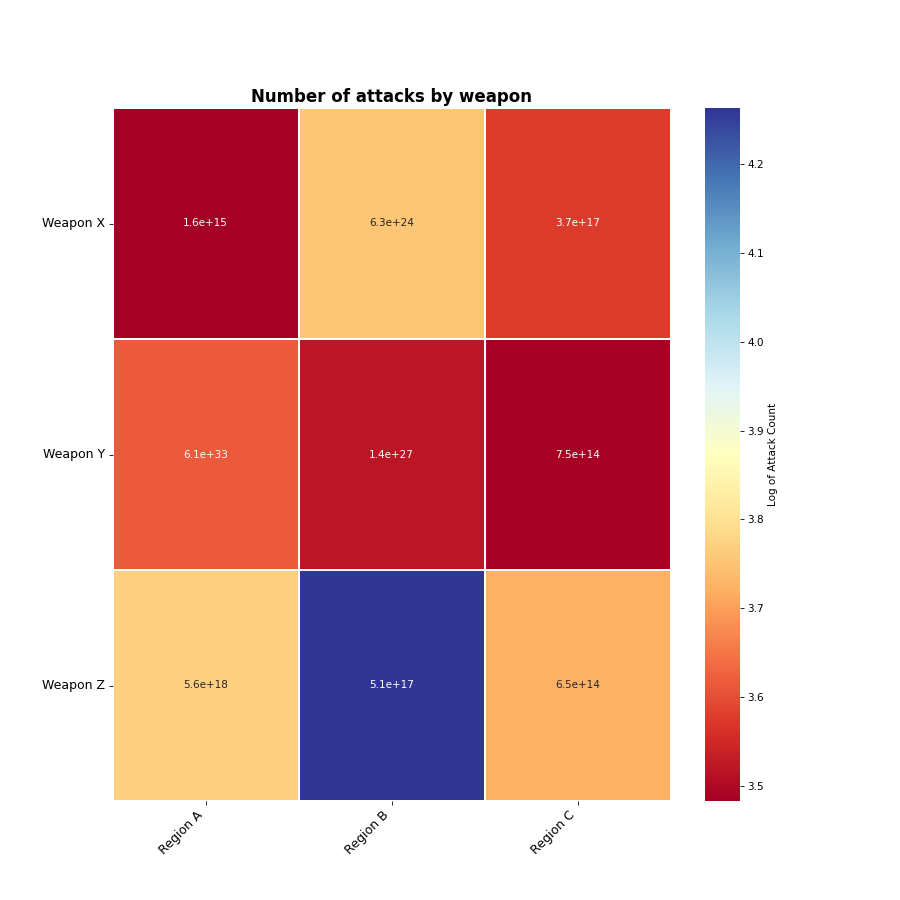 Number of attacks by weapon
Weapon X
1.6e+15
6.3e+24
3.7e+17
Weapon Y
6.1e+33
1.4e+27
7.5e+14
Weapon Z
5.6e+18
5.1e+17
6.5e+14
Region A
Region B
Region C
4.2
4.1
4.0
3.9
3.8
3.7
3.6
3.5
Log of Attack Count